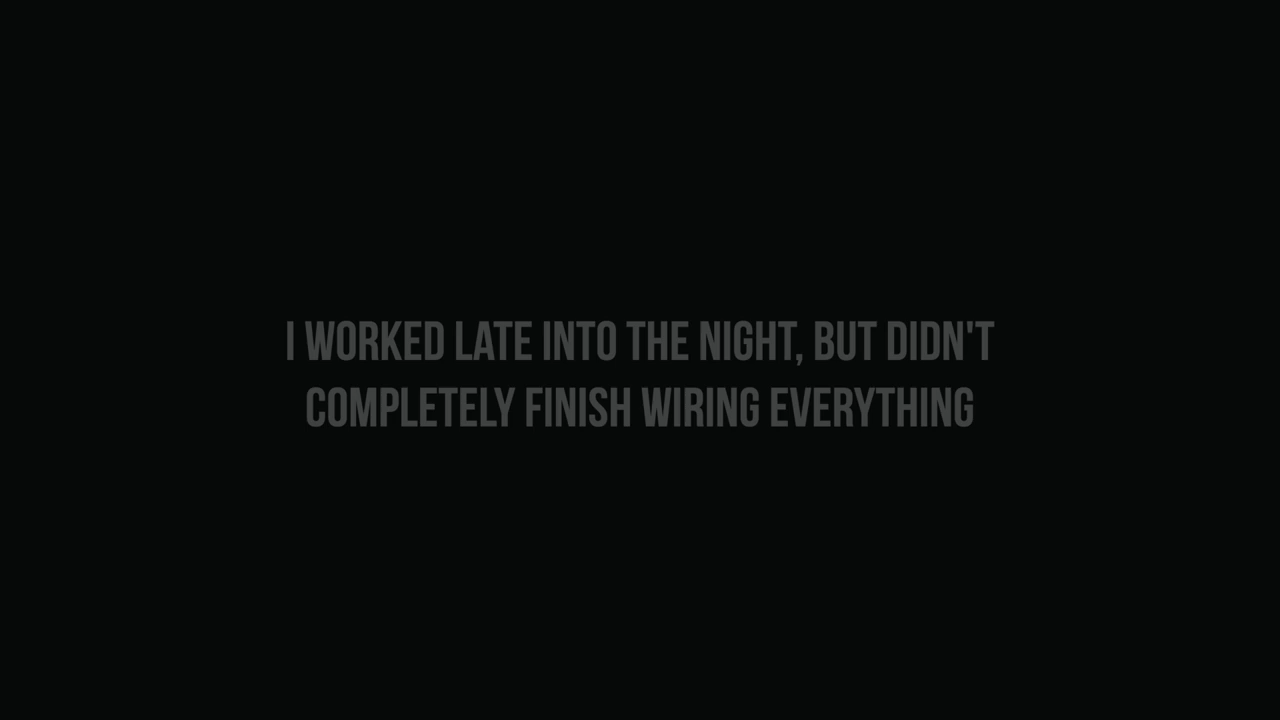 I WORKED LATE INTO THE NIGHT, BUT DIDN'T
COMPLETELY FINISH WIRING EVERYTHING